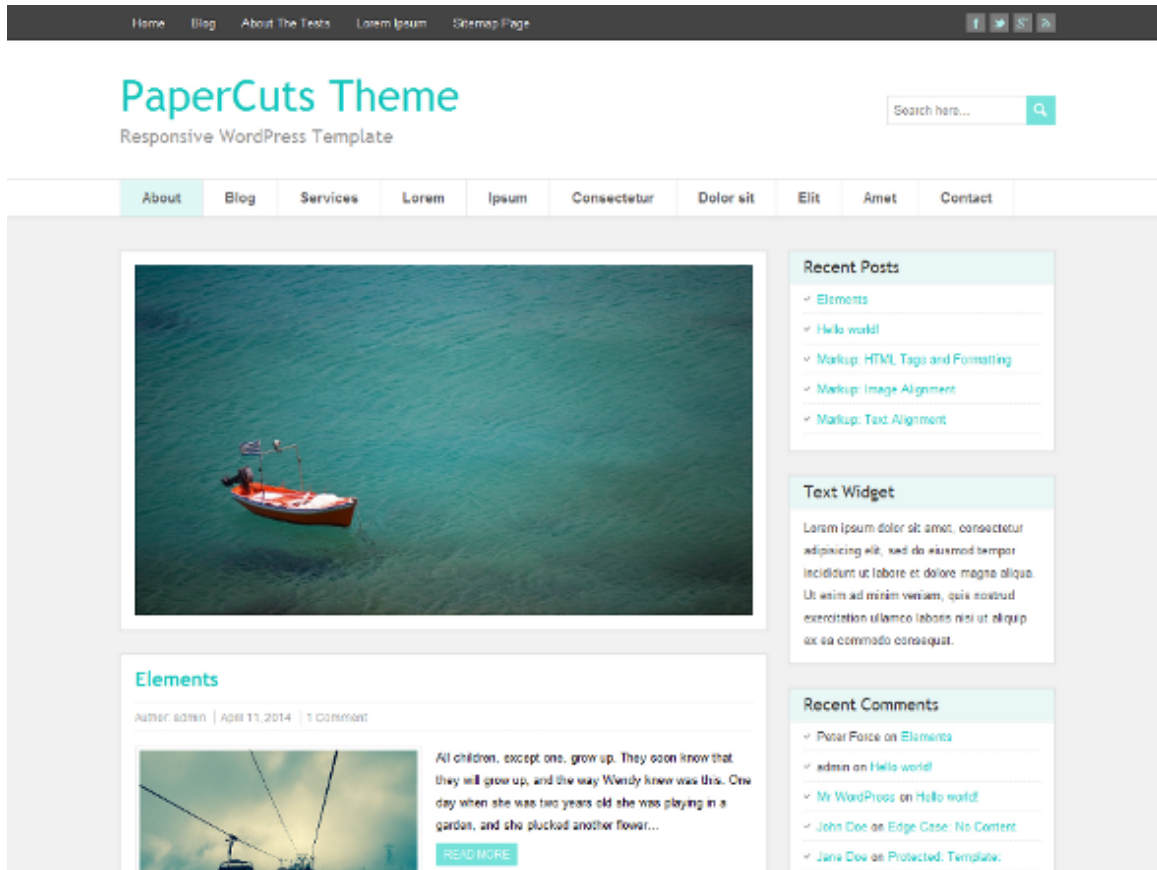 Home Blog About The Tests Lorem Ipsum Sitemap Page
PaperCuts Theme
Responsive WordPress Template
Search here...
About Blog Services Lorem Ipsum Consectetur Dolor sit Elit Amet Contact
Recent Posts
Elements
Hello world!
Markup: HTML Tags and Formatting
Markup: Image Alignment
Markup: Text Alignment
Text Widget
Lorem ipsum dolor sit amet, consectetur
adipisicing elit, sed do eiusmod tempor
incididunt ut labore et dolore magna aliqua.
Ut enim ad minim veniam, quis nostrud
exercitation ullamco laboris nisi ut aliquip
ex ea commodo consequat.
Elements
Author: admin | April 11, 2014 | 1 Comment
All children, except one, grow up. They soon know that
they will grow up, and the way Wendy knew was this. One
day when she was two years old she was playing in a
garden, and she plucked another flower...
READ MORE
Recent Comments
Peter Force on Elements
admin on Hello world!
Mr WordPress on Hello world!
John Doe on Edge Case: No Content
Jane Doe on Protected: Template: